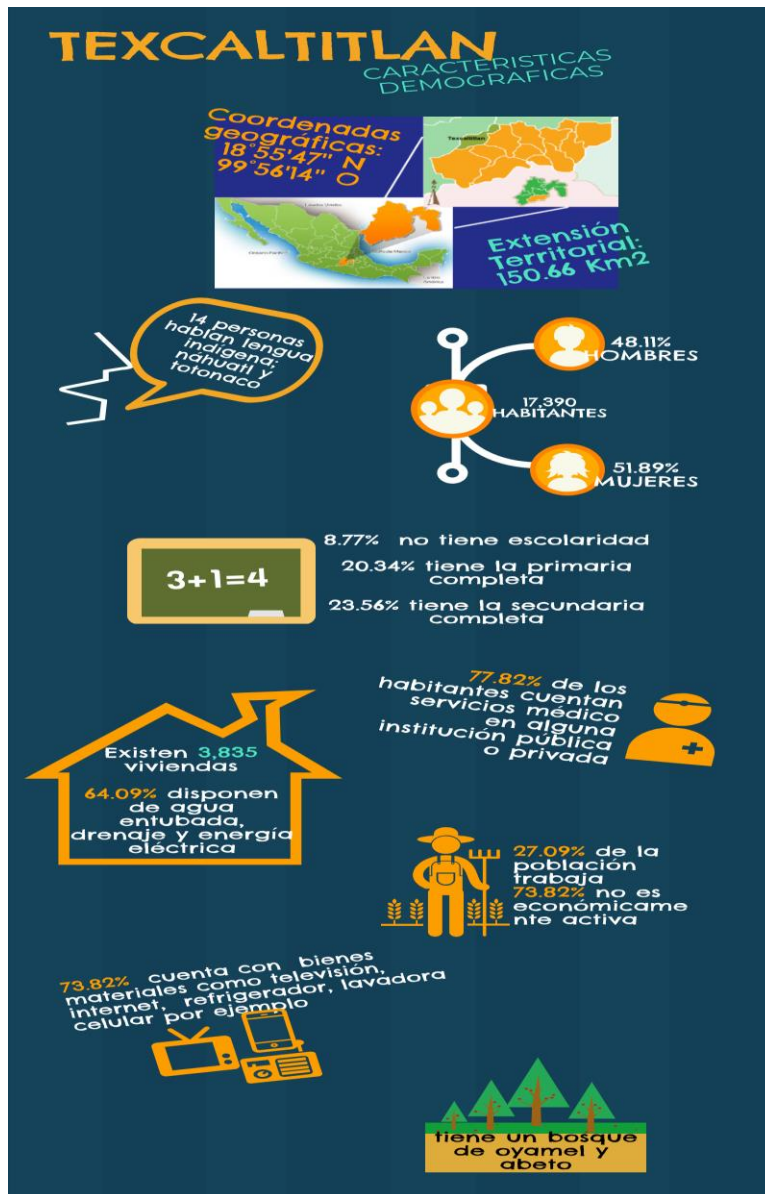 TEXCALTITLAN
CARACTERISTICAS
DEMOGRAFICAS
Coordenadas
geográficas:
18°55'47" N
99°56'14" O
Texcaltitlan
Extensión
Territorial:
150.66 Km2
14 personas
hablan lengua
indígena;
náhuatl y
totonaco
48.11%
HOMBRES
17,390
HABITANTES
51.89%
MUJERES
3+1=4
8.77% no tiene escolaridad
20.34% tiene la primaria
completa
23.56% tiene la secundaria
completa
77.82% de los
habitantes cuentan
servicios médico
en alguna
institución pública
o privada
Existen 3,835
viviendas
64.09% disponen
de agua
entubada,
drenaje y energía
eléctrica
27.09% de la
población
trabaja
73.82% no es
económicame
nte activa
73.82% cuenta con bienes
materiales como televisión,
internet, refrigerador, lavadora
celular por ejemplo
tiene un bosque
de oyamel y
abeto